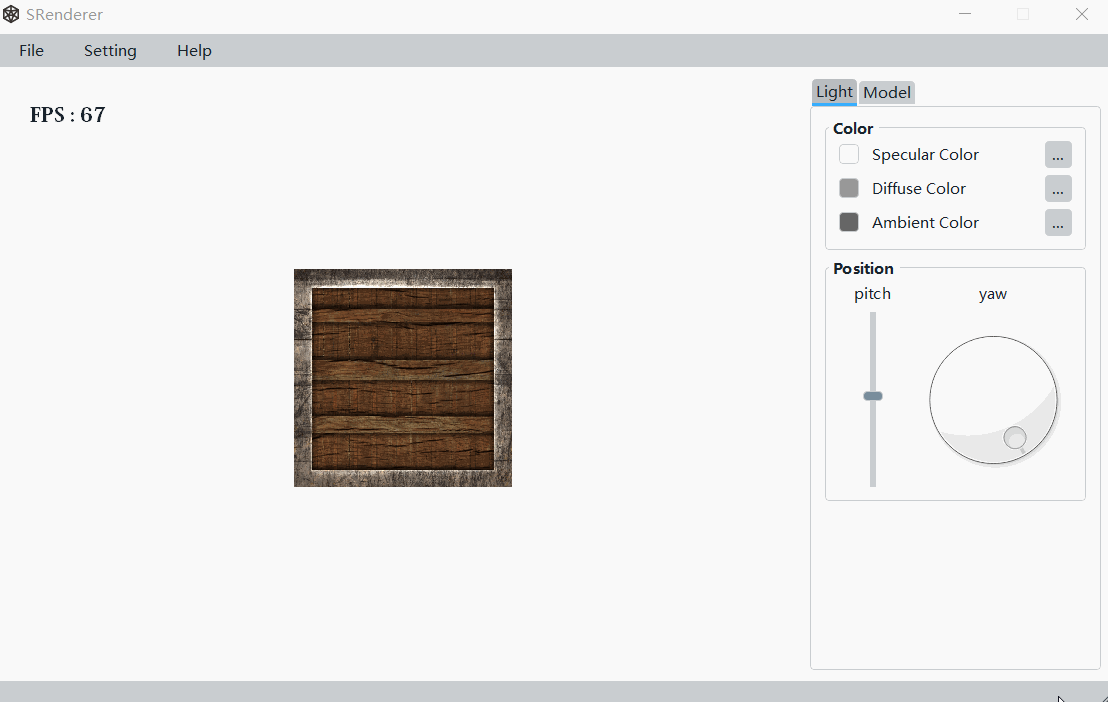 SRenderer
File Setting Help
FPS : 67
Light Model
Color
Specular Color ...
Diffuse Color ...
Ambient Color ...
Position
pitch yaw